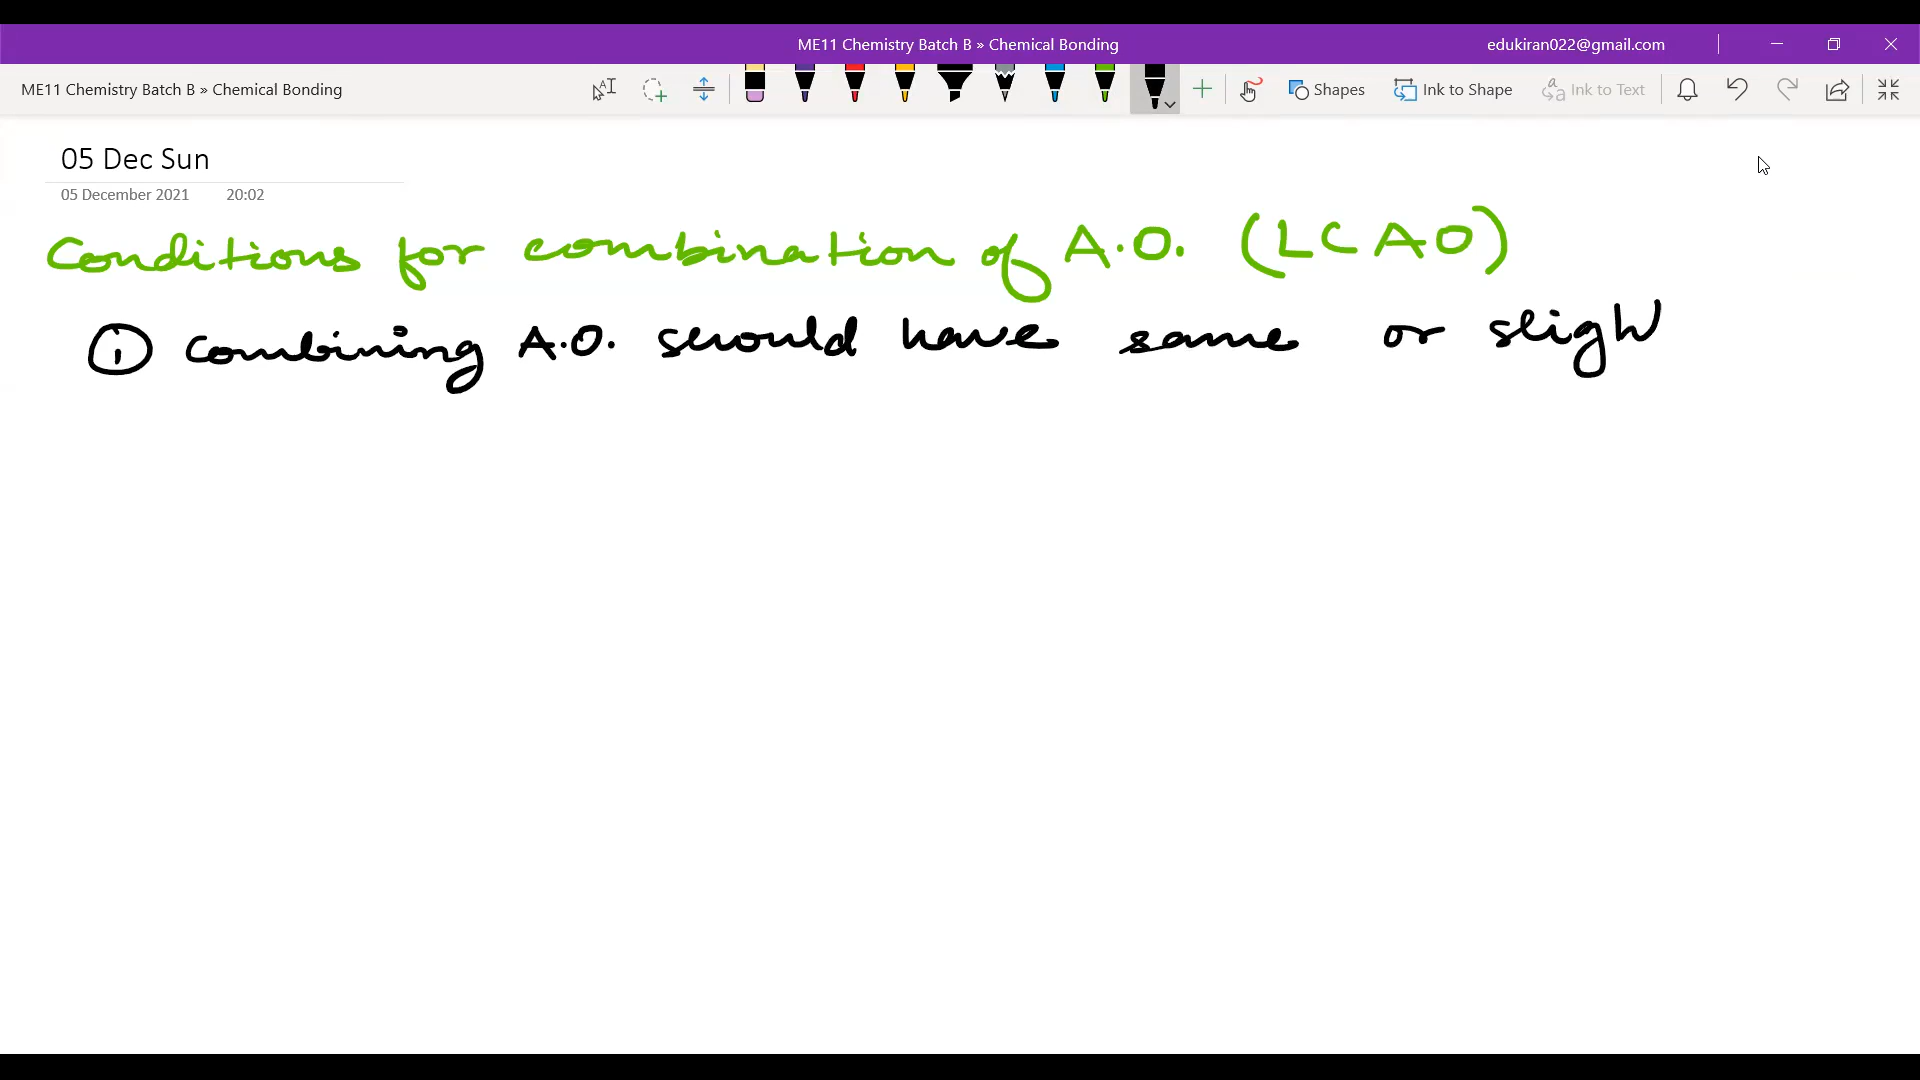 ME11 Chemistry Batch B » Chemical Bonding
edukiran022@gmail.com
ME11 Chemistry Batch B » Chemical Bonding
Shapes
Ink to Shape
Ink to Text
05 Dec Sun
05 December 2021 20:02
Conditions for combination of A.O. (LCAO)
① Combining A.O. should have same or sligh